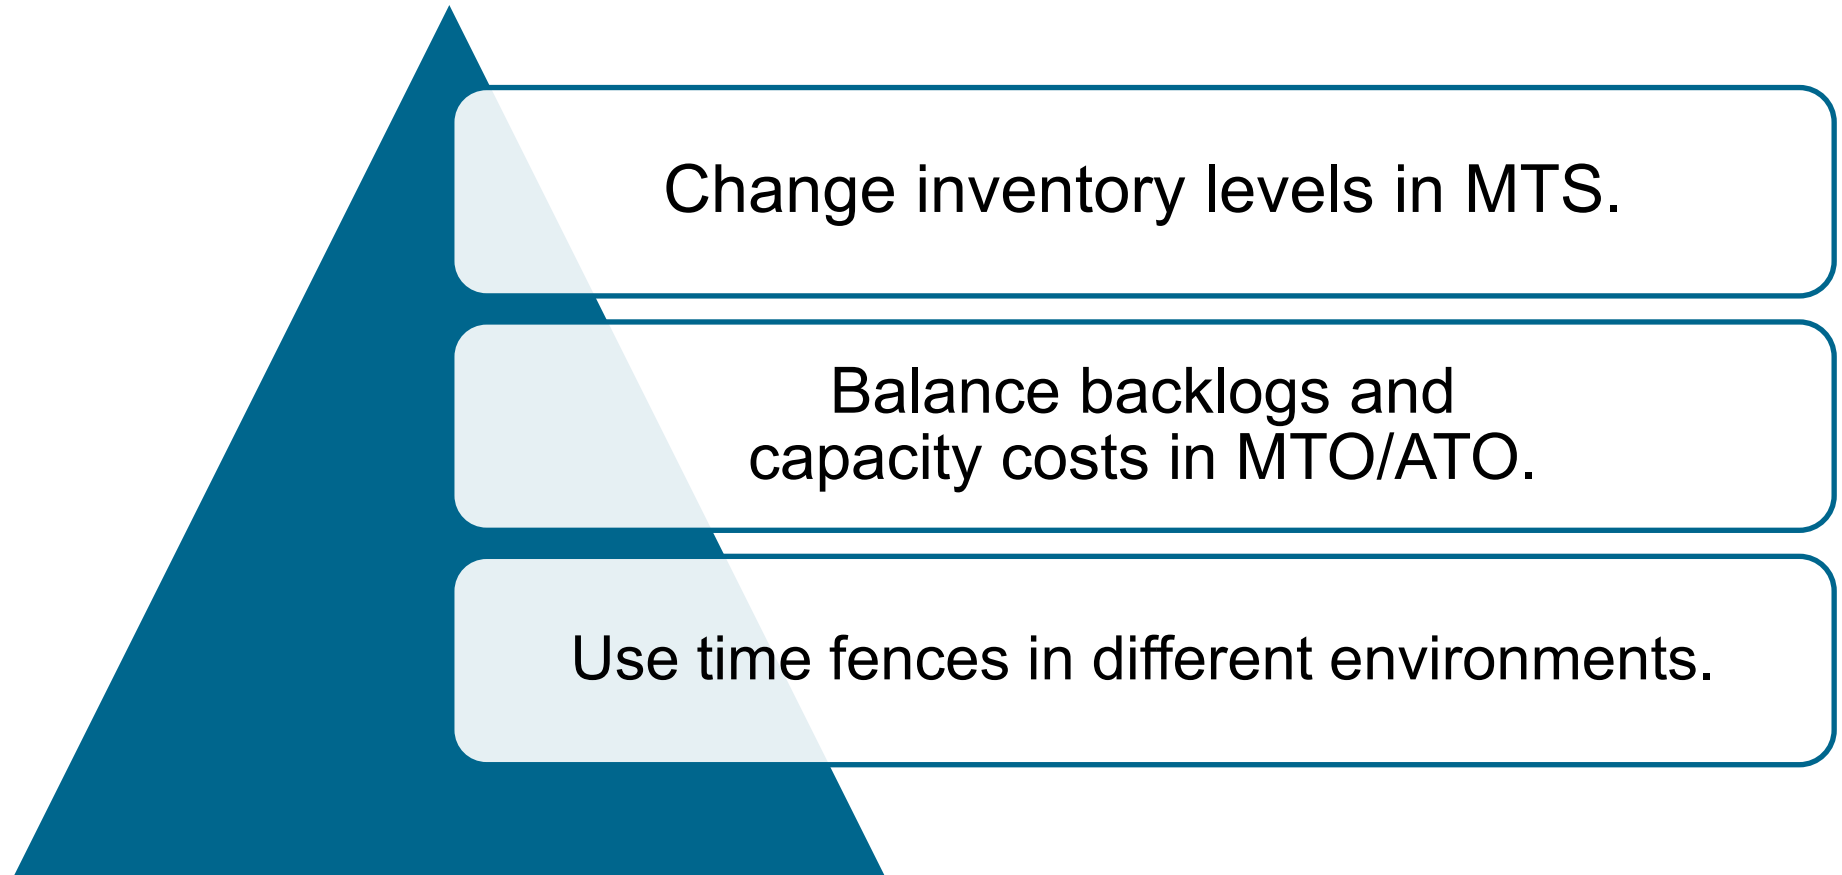 Change inventory levels in MTS.
Balance backlogs and
capacity costs in MTO/ATO.
Use time fences in different environments.